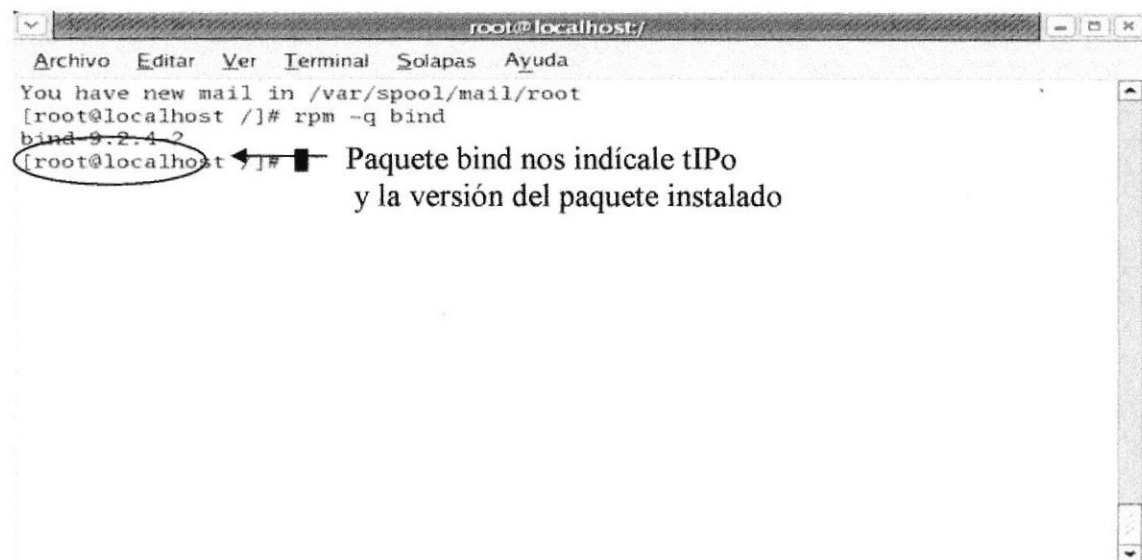 root@localhost:/
Archivo Editar Ver Terminal Solapas Ayuda
You have new mail in /var/spool/mail/root
[root@localhost /]# rpm -q bind
bind-9.2.4-2
[root@localhost /]#
Paquete bind nos indícale tIPo
y la versión del paquete instalado